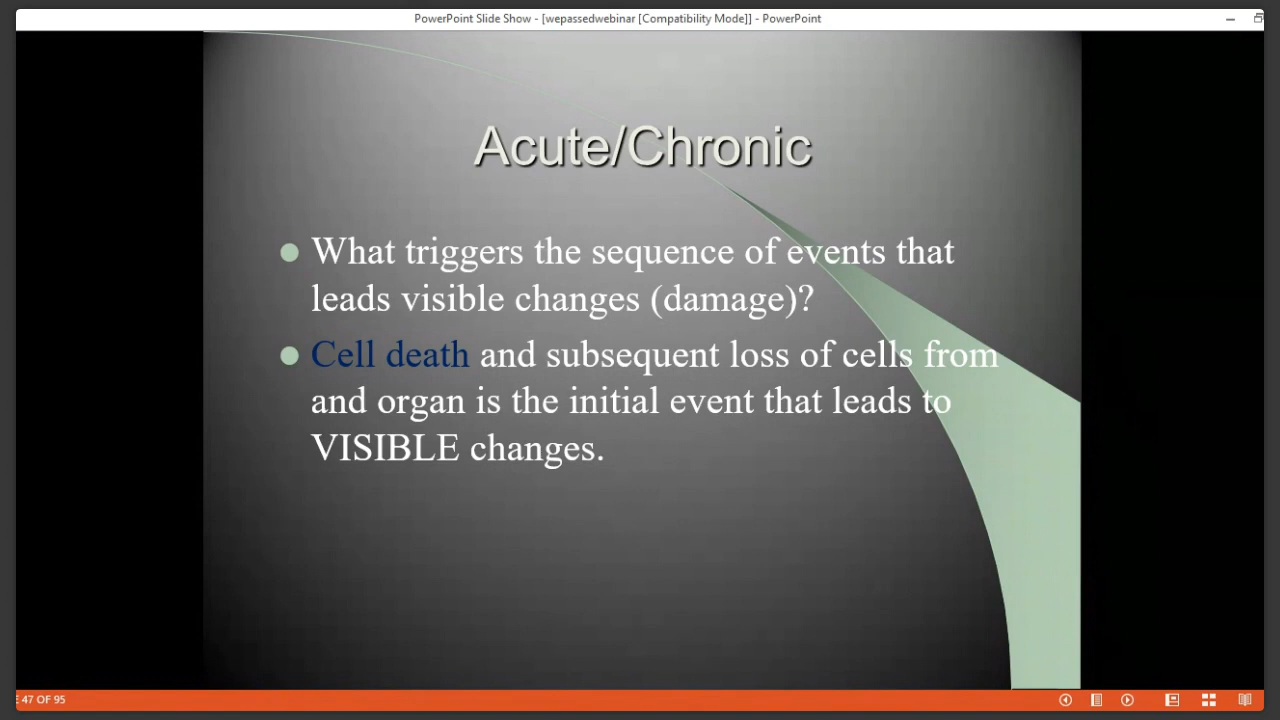 PowerPoint Slide Show - [wepassedwebinar [Compatibility Mode]] - PowerPoint
Acute/Chronic
What triggers the sequence of events that
leads visible changes (damage)?
Cell death and subsequent loss of cells from
and organ is the initial event that leads to
VISIBLE changes.
E 47 OF 95